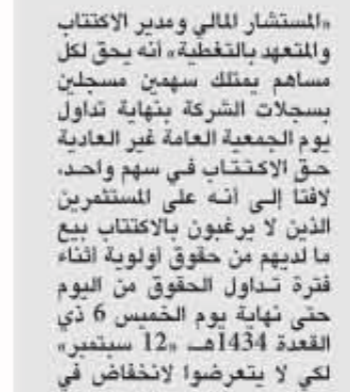 «المستشار المالي ومدير الاكتتاب
والمتعهد بالتغطية» أنه يحق لكل
مساهم يمتلك سهمين مسجلين
بسجلات الشركة بنهاية تداول
يوم الجمعية العامة غير العادية
حق الاكتتاب في سهم واحد،
لافتا إلى أنه على المستثمرين
الذين لا يرغبون بالاكتتاب بيع
ما لديهم من حقوق اولوية اثناء
فترة تداول الحقوق من اليوم
حتى نهاية يوم الخميس 6 ذي
القعدة 1434هـ «12 سبتمبر»
لكي لا يتعرضوا لانخفاض في